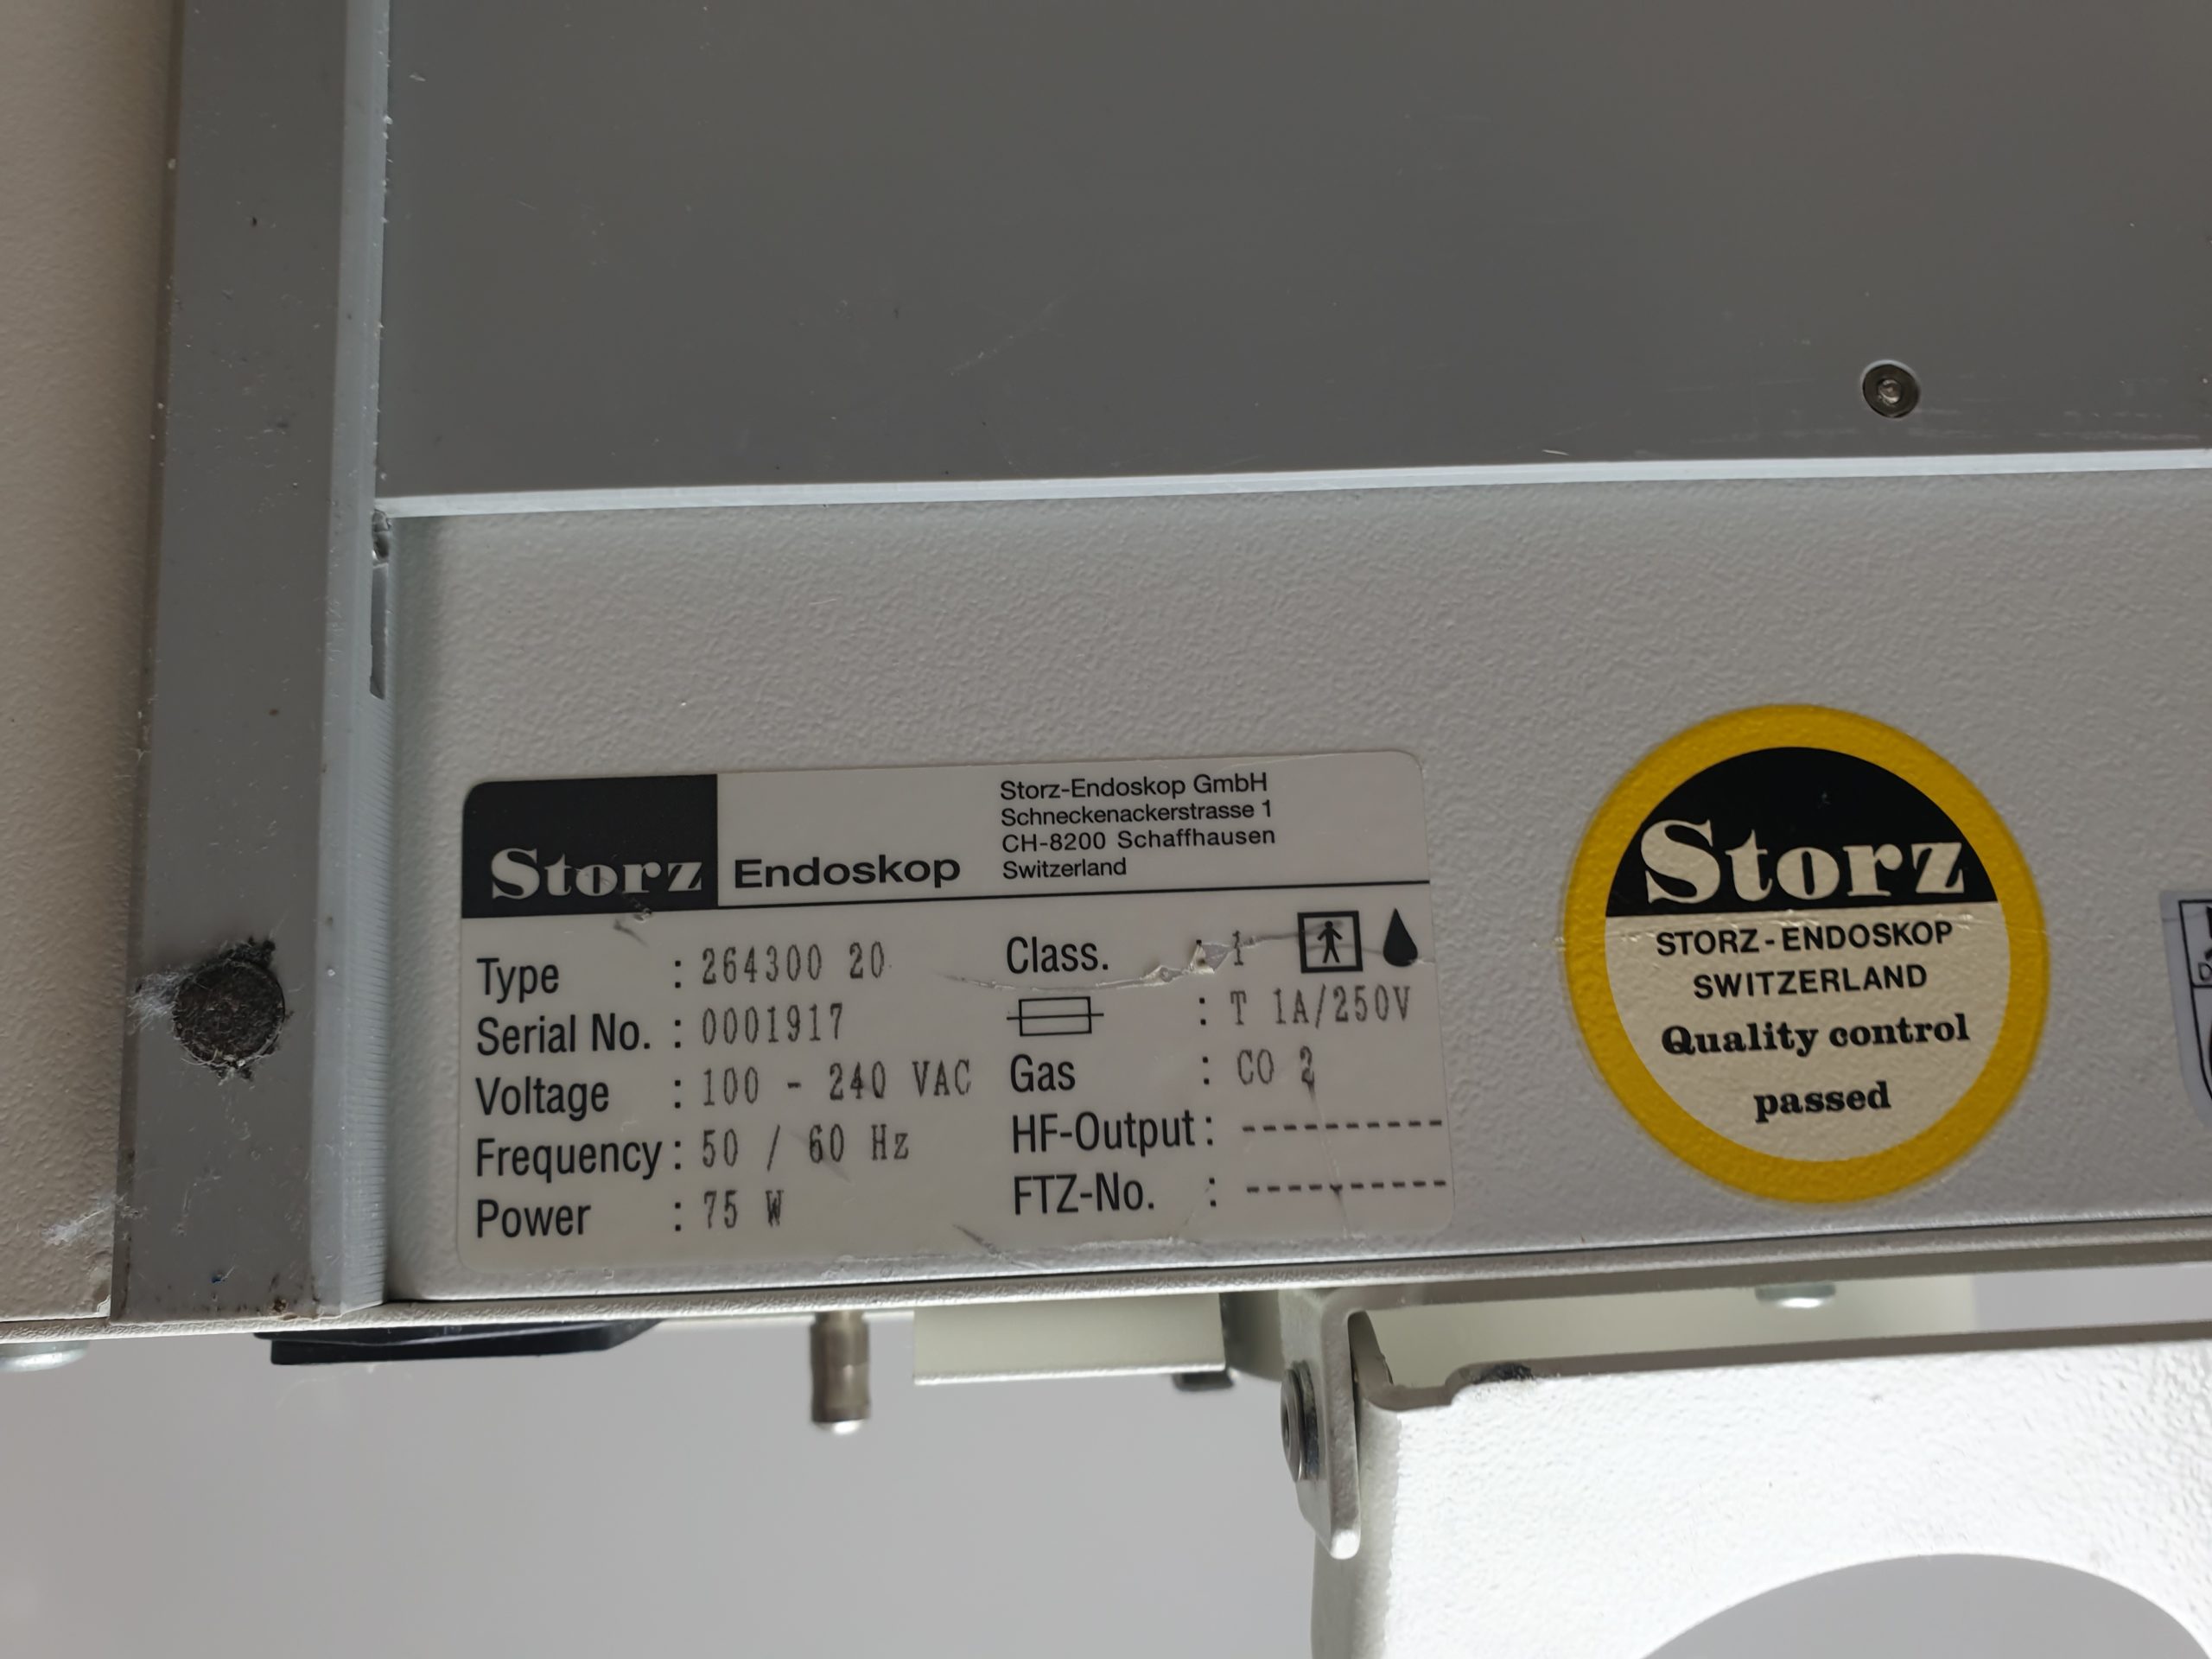 Storz Endoskop
Storz-Endoskop GmbH
Schneckenackerstrasse 1
CH-8200 Schaffhausen
Switzerland
Type : 264300 20
Serial No. : 0001917
Voltage : 100 - 240 VAC
Frequency : 50 / 60 Hz
Power : 75 W
Class. : 1
: T 1A/250V
Gas : CO 2
HF-Output : ----------
FTZ-No. : ----------
Storz
STORZ - ENDOSKOP
SWITZERLAND
Quality control
passed